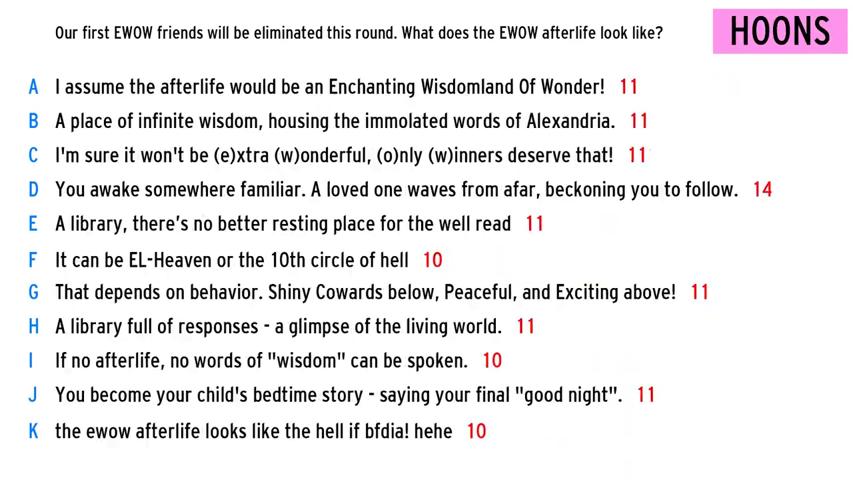 Our first EWOW friends will be eliminated this round. What does the EWOW afterlife look like?
HOONS
A I assume the afterlife would be an Enchanting Wisdomland Of Wonder! 11
B A place of infinite wisdom, housing the immolated words of Alexandria. 11
C I'm sure it won't be (e)xtra (w)onderful, (o)nly (w)inners deserve that! 11
D You awake somewhere familiar. A loved one waves from afar, beckoning you to follow. 14
E A library, there's no better resting place for the well read 11
F It can be EL-Heaven or the 10th circle of hell 10
G That depends on behavior. Shiny Cowards below, Peaceful, and Exciting above! 11
H A library full of responses - a glimpse of the living world. 11
I If no afterlife, no words of "wisdom" can be spoken. 10
J You become your child's bedtime story - saying your final "good night". 11
K the ewow afterlife looks like the hell if bfdia! hehe 10